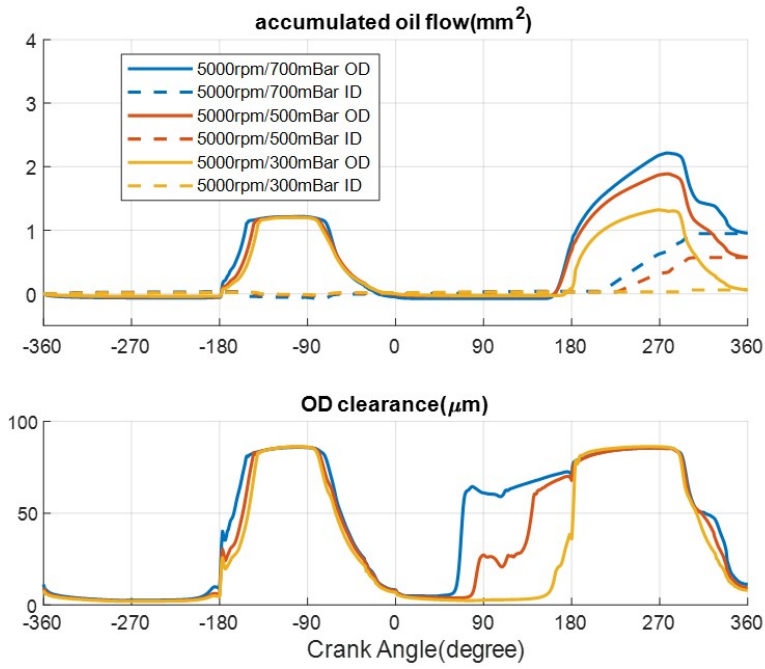 accumulated oil flow(mm2)
4
3
2
1
0
5000rpm/700mBar OD
5000rpm/700mBar ID
5000rpm/500mBar OD
5000rpm/500mBar ID
5000rpm/300mBar OD
5000rpm/300mBar ID
-360 -270 -180 -90 0 90 180 270 360
OD clearance(μm)
100
50
0
-360 -270 -180 -90 0 90 180 270 360
Crank Angle(degree)